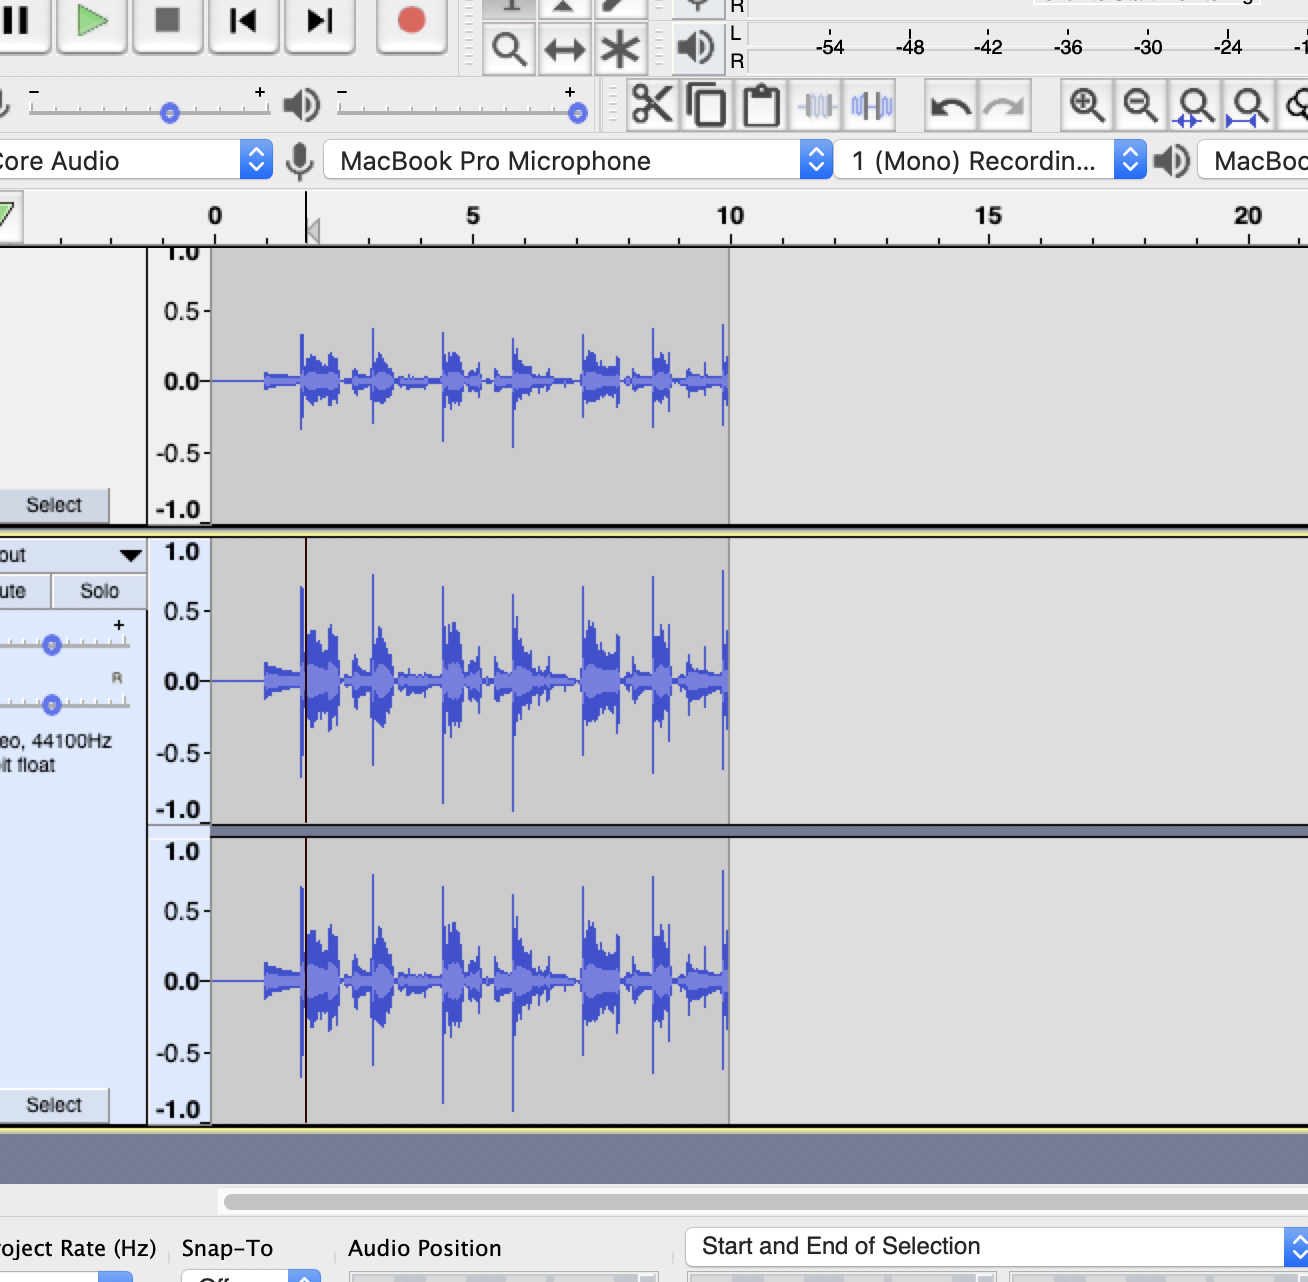 R
L
R
-54 -48 -42 -36 -30 -24
- + - +
Core Audio MacBook Pro Microphone 1 (Mono) Recordin...
0 5 10 15 20
1.0
0.5
0.0
-0.5
Select
-1.0
out
1.0
ute Solo
0.5
+
R
0.0
eo, 44100Hz
-0.5
it float
-1.0
1.0
0.5
0.0
-0.5
Select
-1.0
oject Rate (Hz) Snap-To Audio Position Start and End of Selection